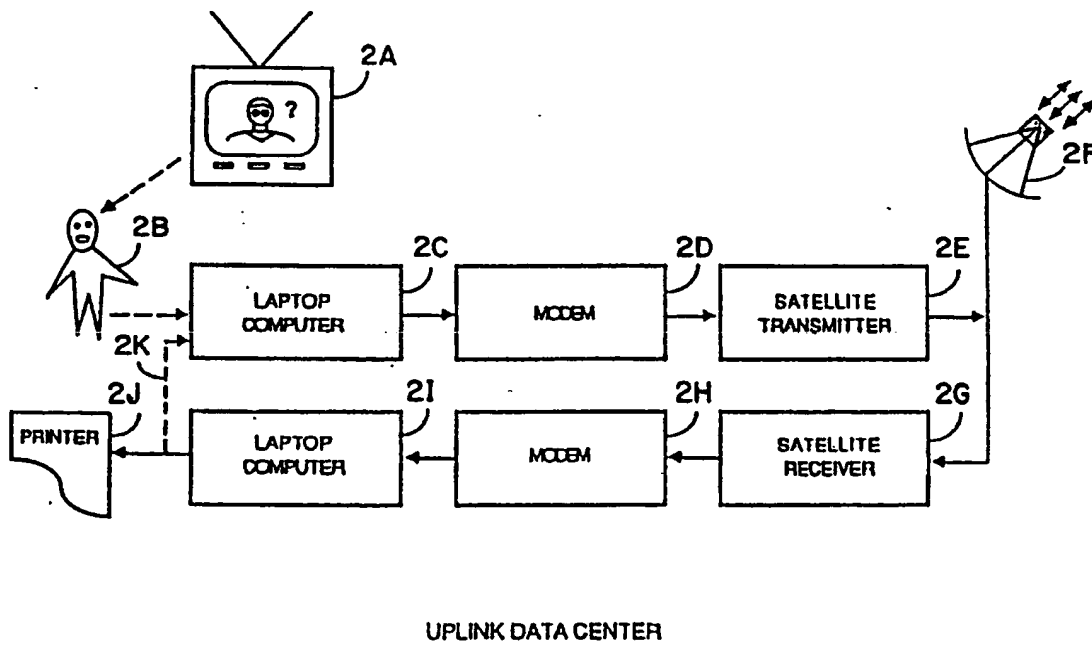 2A
?
2F
2B
2C
2D
2E
LAPTOP
COMPUTER
MODEM
SATELLITE
TRANSMITTER
2K
2J
2I
2H
2G
PRINTER
LAPTOP
COMPUTER
MODEM
SATELLITE
RECEIVER
UPLINK DATA CENTER